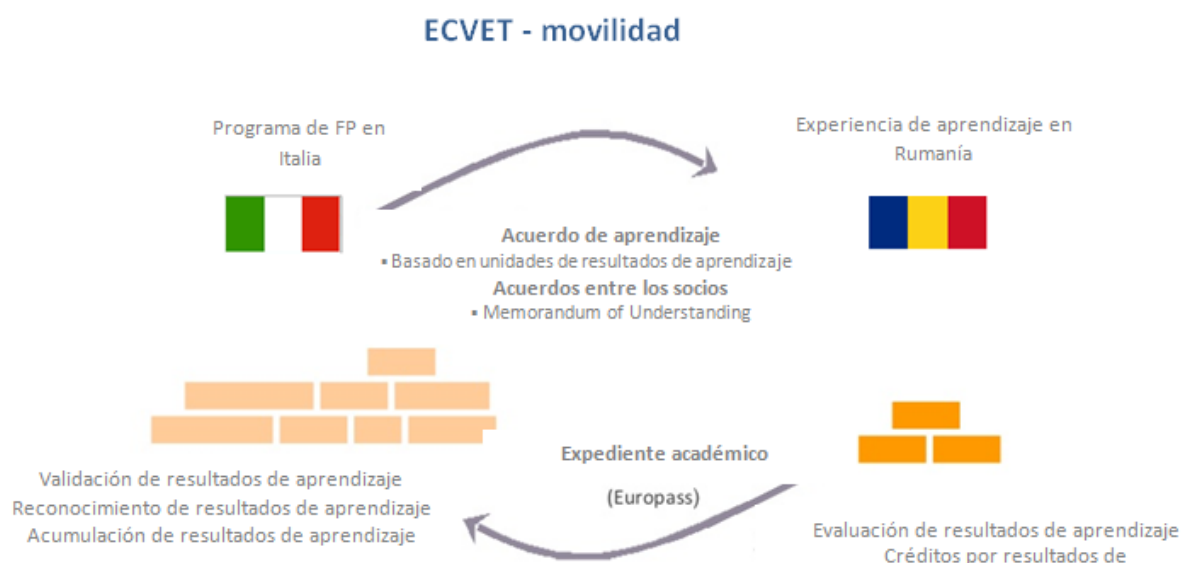 ECVET - movilidad
Programa de FP en
Italia
Experiencia de aprendizaje en
Rumanía
Acuerdo de aprendizaje
▪ Basado en unidades de resultados de aprendizaje
Acuerdos entre los socios
▪ Memorandum of Understanding
Expediente académico
(Europass)
Validación de resultados de aprendizaje
Reconocimiento de resultados de aprendizaje
Acumulación de resultados de aprendizaje
Evaluación de resultados de aprendizaje
Créditos por resultados de